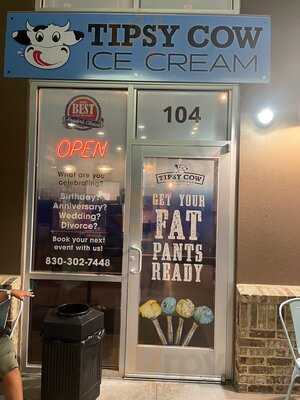 TIPSY COW
ICE CREAM
BEST
104
OPEN
What are you
celebrating?
Birthday?
Anniversary?
Wedding?
Divorce?
Book your next
event with us!
830-302-7448
TIPSY COW
GET YOUR
FAT
PANTS
READY